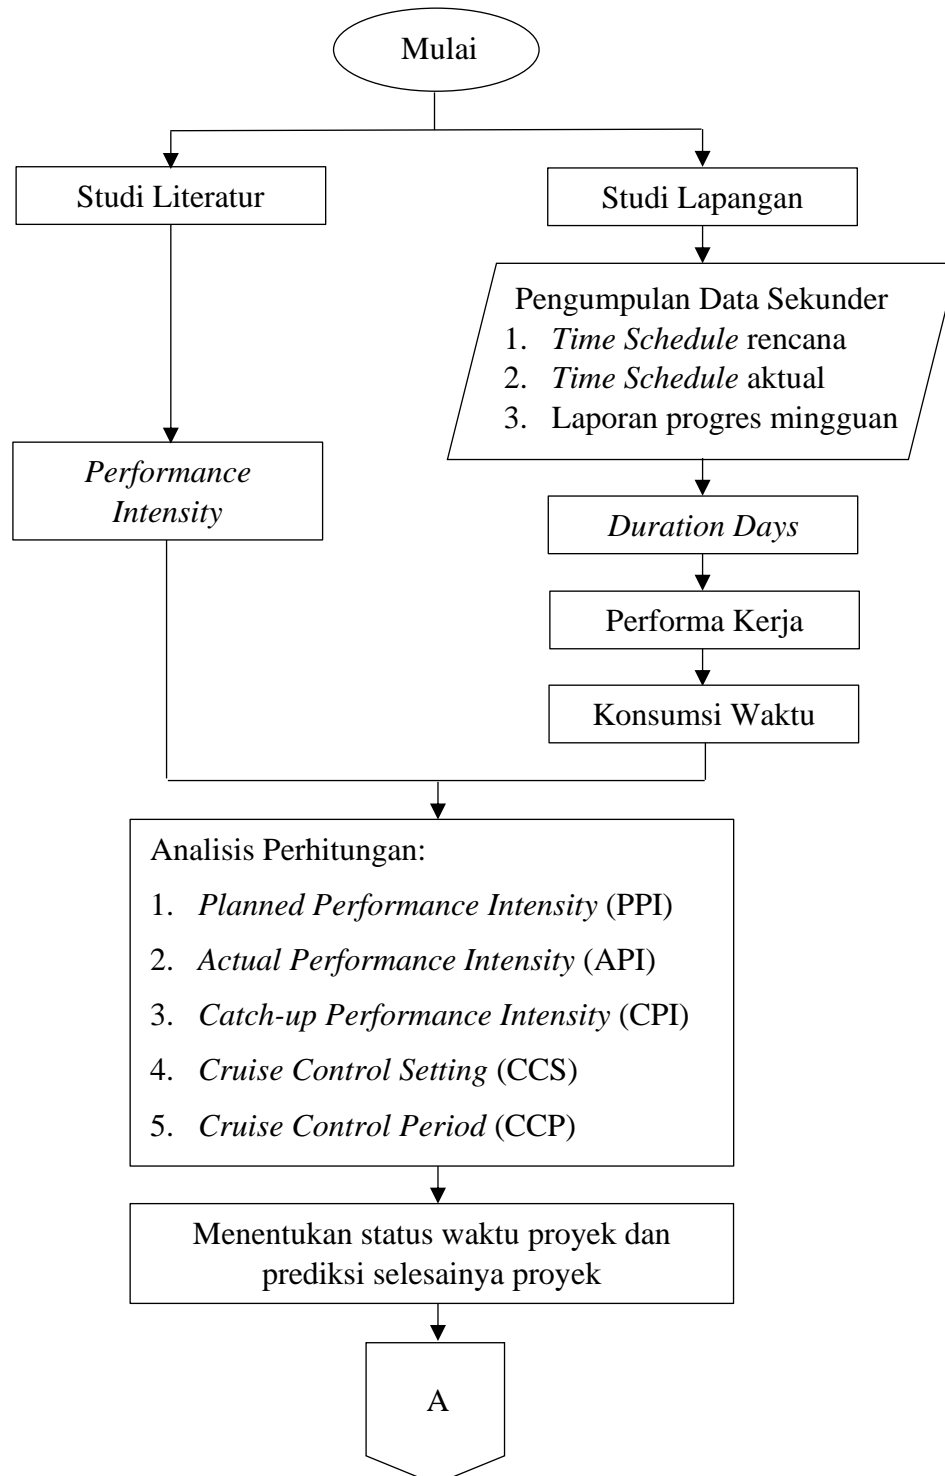 Mulai
Studi Literatur
Studi Lapangan
Pengumpulan Data Sekunder
1. Time Schedule rencana
2. Time Schedule aktual
3. Laporan progres mingguan
Performance
Intensity
Duration Days
Performa Kerja
Konsumsi Waktu
Analisis Perhitungan:
1. Planned Performance Intensity (PPI)
2. Actual Performance Intensity (API)
3. Catch-up Performance Intensity (CPI)
4. Cruise Control Setting (CCS)
5. Cruise Control Period (CCP)
Menentukan status waktu proyek dan
prediksi selesainya proyek
A